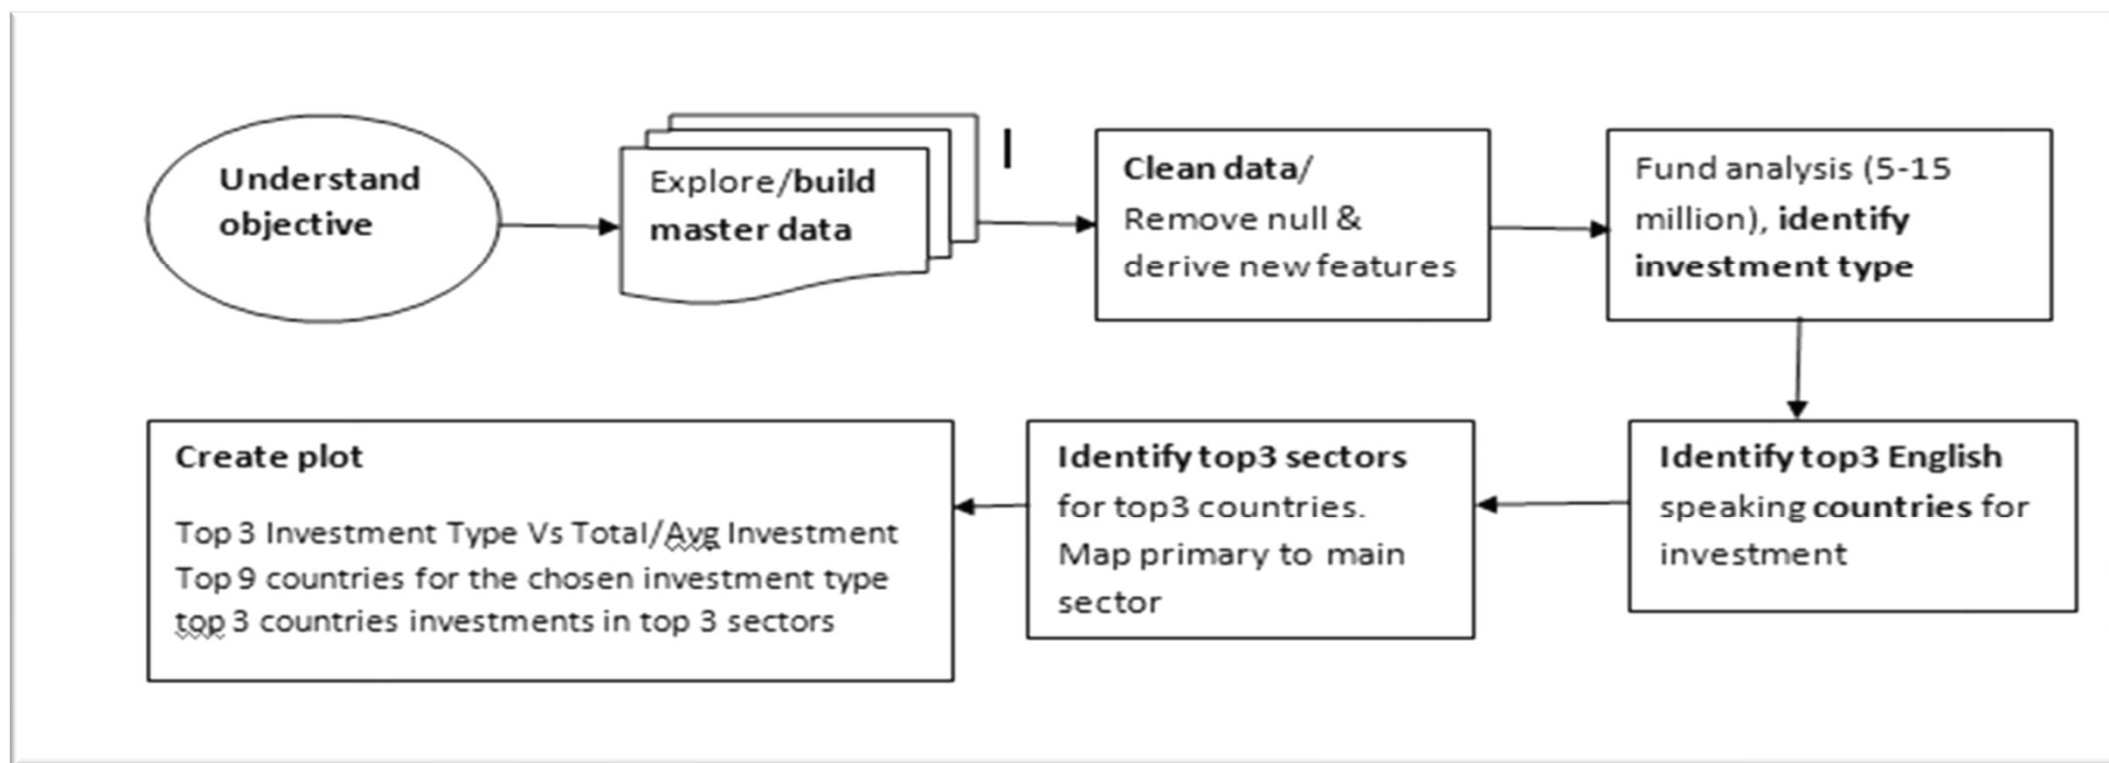 Understand
objective
Explore/build
master data
Clean data/
Remove null &
derive new features
Fund analysis (5-15
million), identify
investment type
Identify top3 English
speaking countries for
investment
Identify top3 sectors
for top3 countries.
Map primary to main
sector
Create plot
Top 3 Investment Type Vs Total/Avg Investment
Top 9 countries for the chosen investment type
top 3 countries investments in top 3 sectors